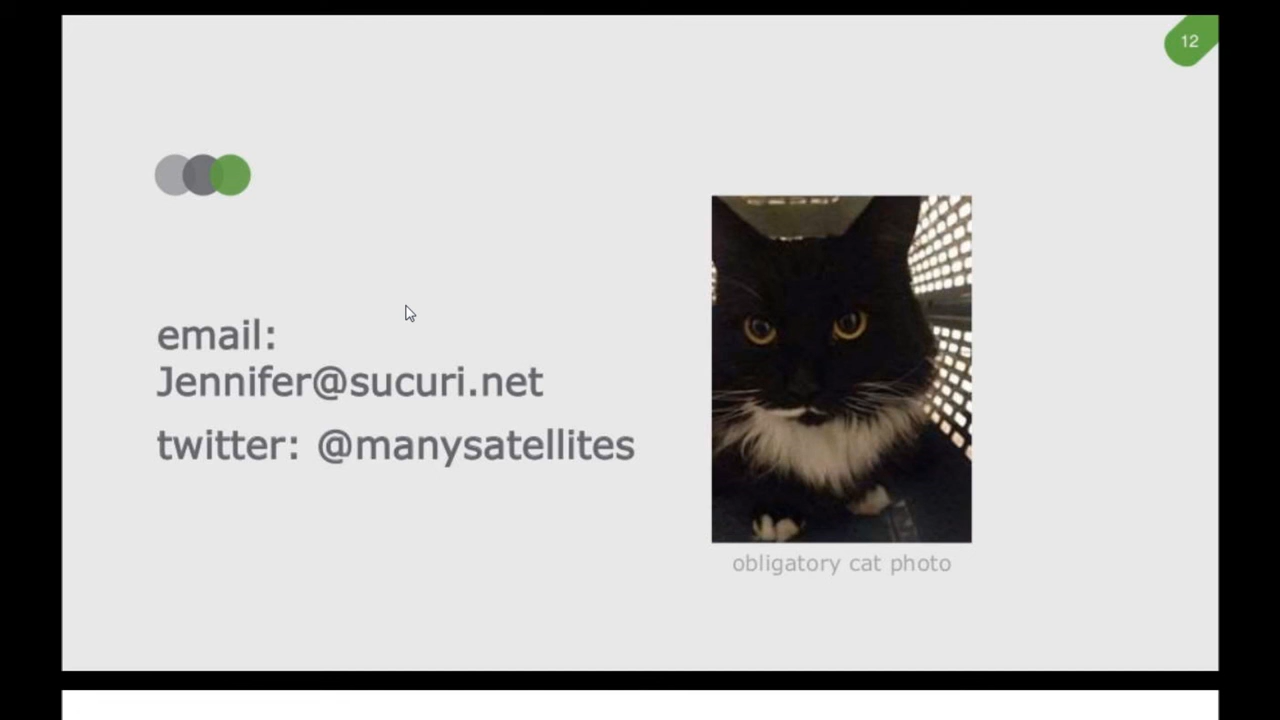 12
email:
Jennifer@sucuri.net
twitter: @manysatellites
obligatory cat photo